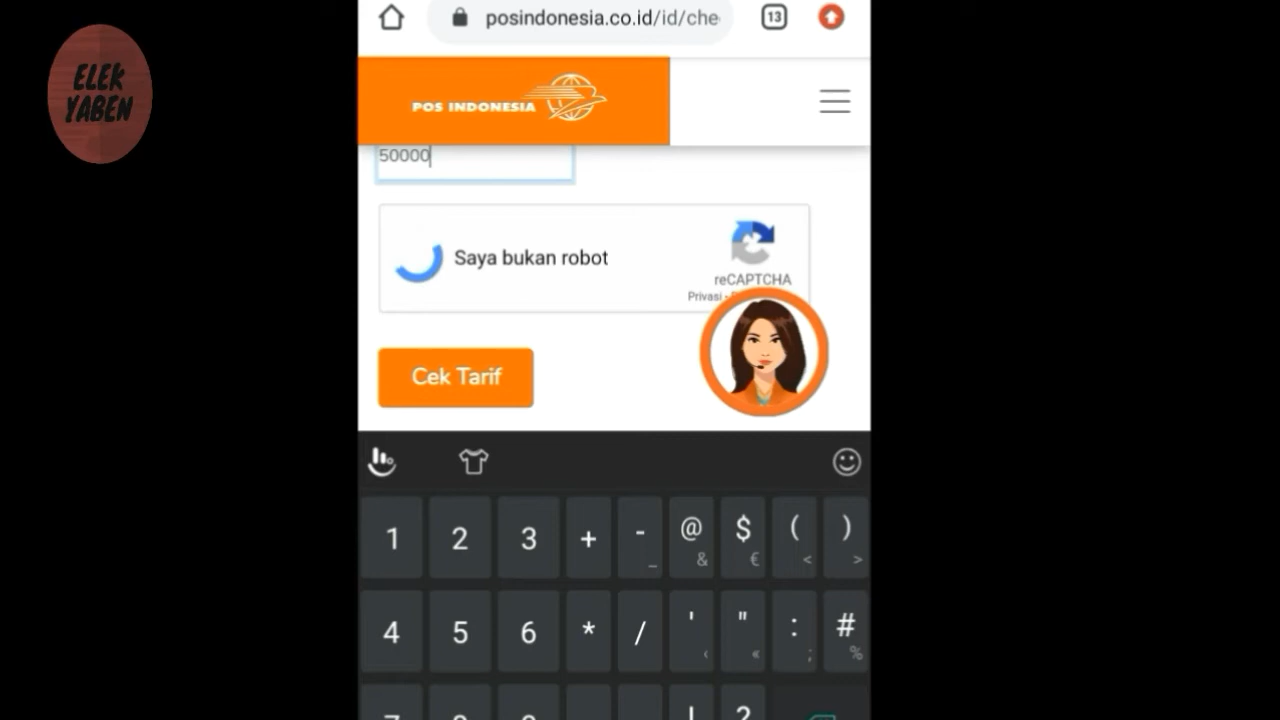 ELEK
YABEN
posindonesia.co.id/id/che
13
POS INDONESIA
50000
Saya bukan robot
reCAPTCHA
Privasi -
Cek Tarif
1 2 3 + - @ $ ( )
_ & € < >
4 5 6 * / ' " : #
‹ « ; %
! ?